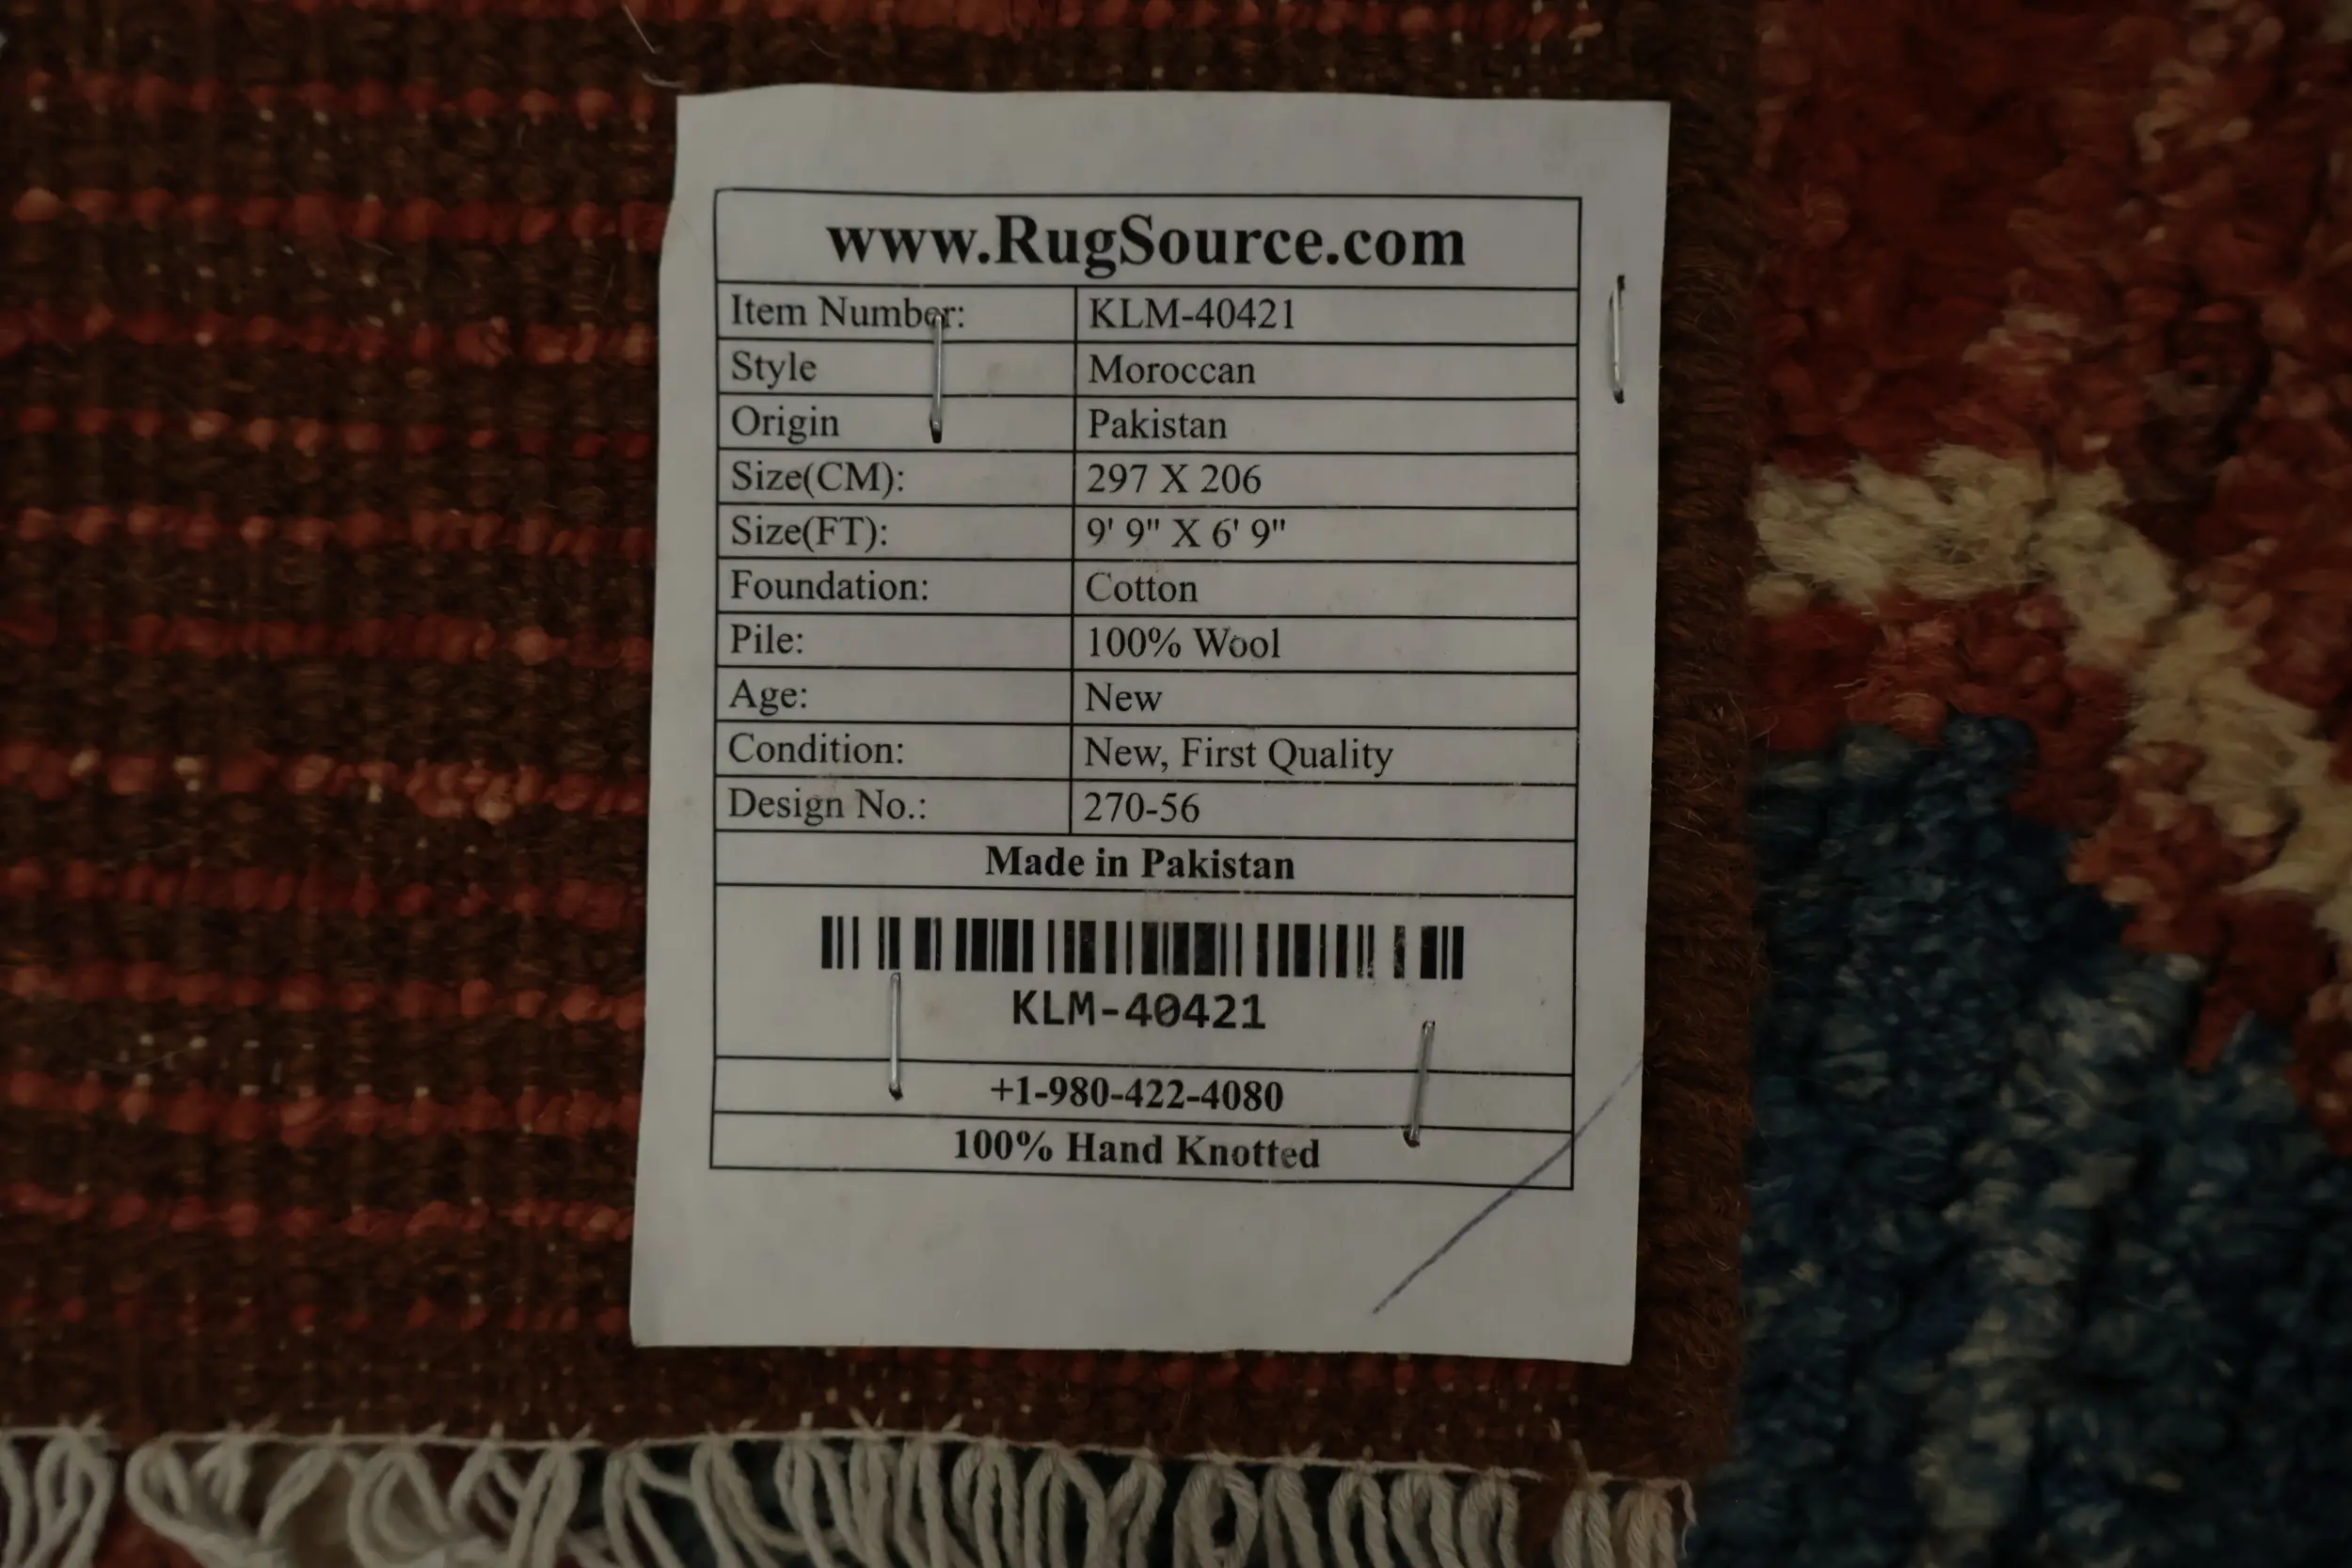 www.RugSource.com
Item Number: KLM-40421
Style Moroccan
Origin Pakistan
Size(CM): 297 X 206
Size(FT): 9' 9" X 6' 9"
Foundation: Cotton
Pile: 100% Wool
Age: New
Condition: New, First Quality
Design No.: 270-56
Made in Pakistan
KLM-40421
+1-980-422-4080
100% Hand Knotted